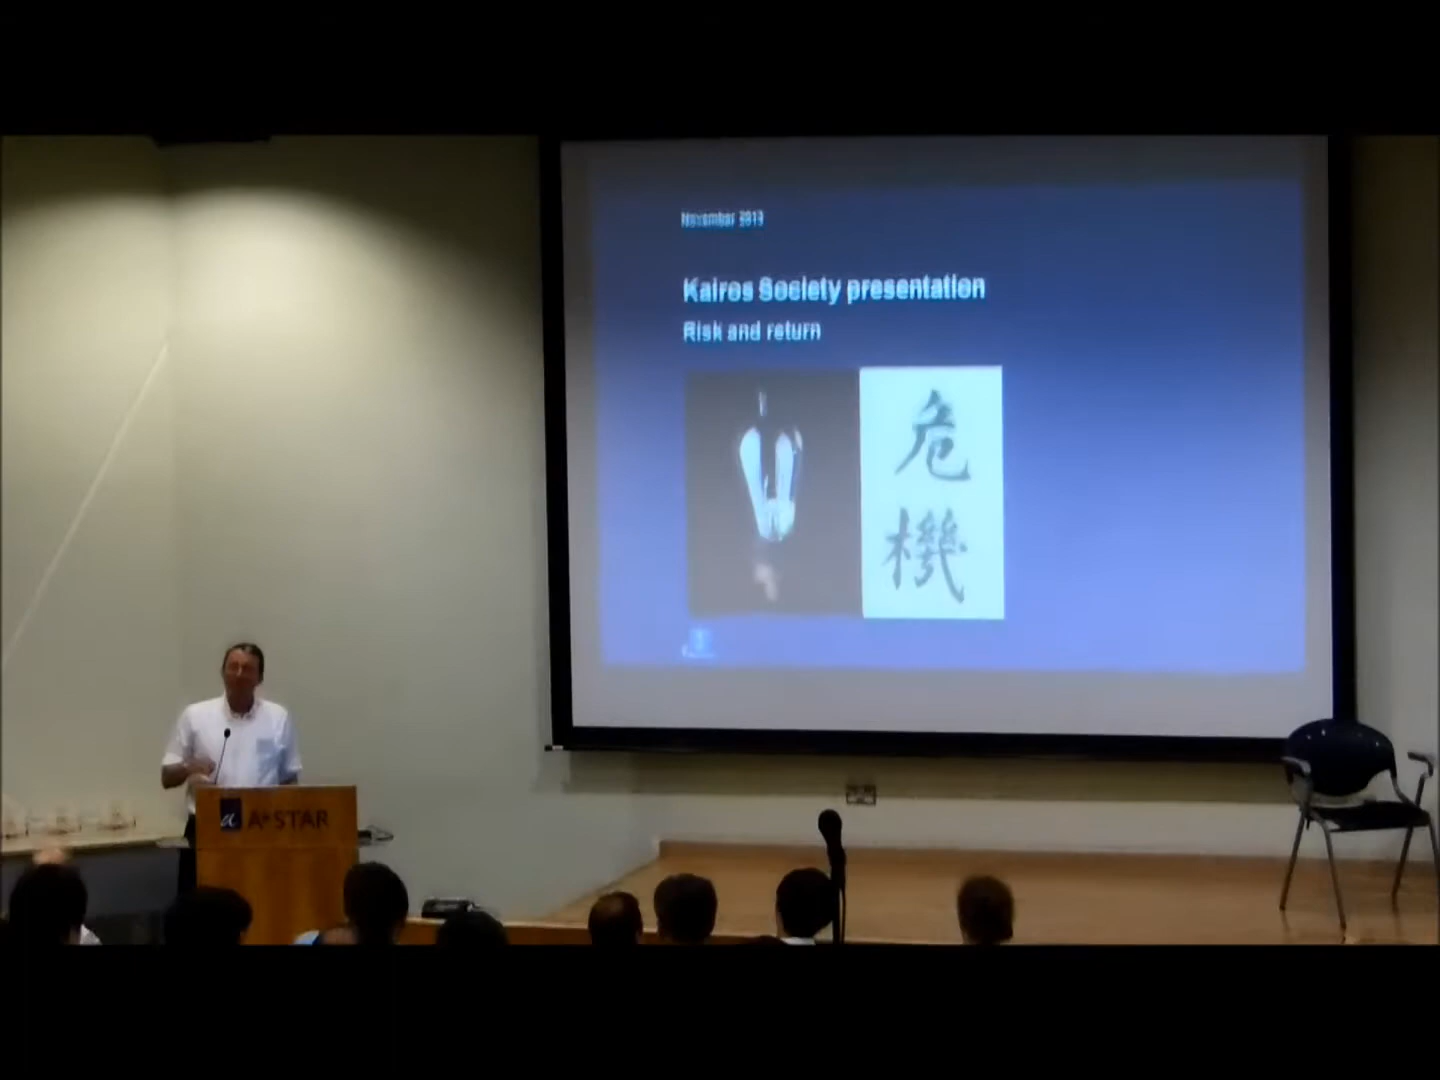 November 2013
Kairos Society presentation
Risk and return
危
機
A*STAR